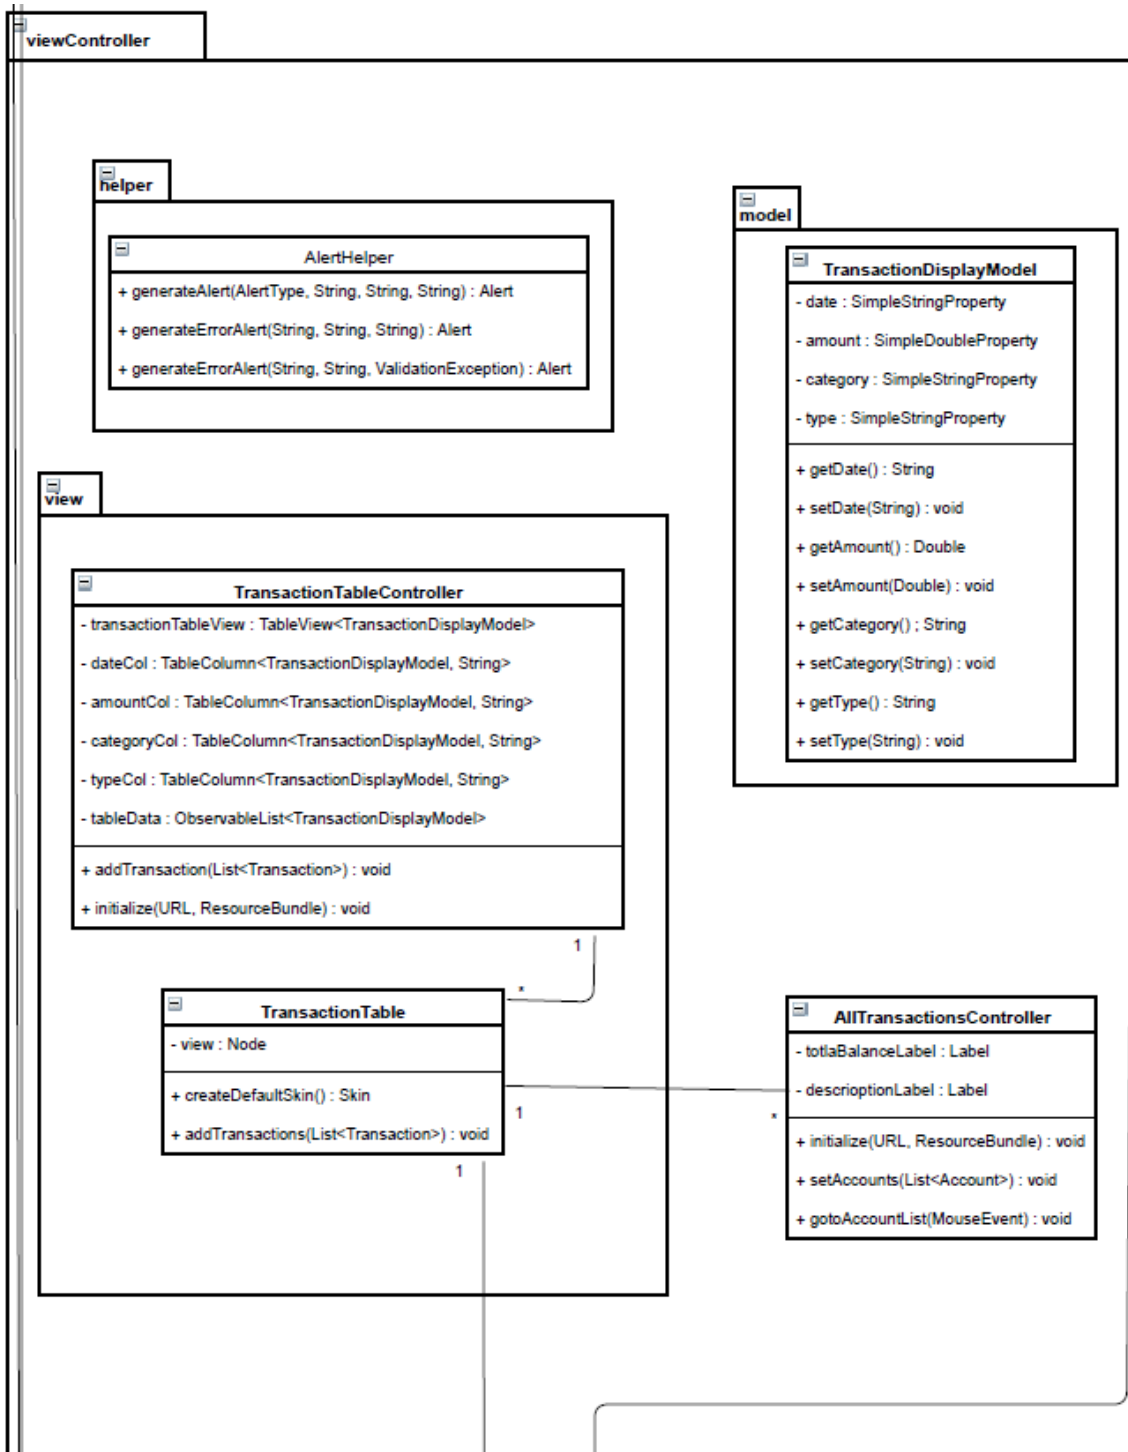 viewController
helper
AlertHelper
+ generateAlert(AlertType, String, String, String) : Alert
+ generateErrorAlert(String, String, String) : Alert
+ generateErrorAlert(String, String, ValidationException) : Alert
model
TransactionDisplayModel
- date : SimpleStringProperty
- amount : SimpleDoubleProperty
- category : SimpleStringProperty
- type : SimpleStringProperty
+ getDate() : String
+ setDate(String) : void
+ getAmount() : Double
+ setAmount(Double) : void
+ getCategory() ; String
+ setCategory(String) : void
+ getType() : String
+ setType(String) : void
view
TransactionTableController
- transactionTableView : TableView<TransactionDisplayModel>
- dateCol : TableColumn<TransactionDisplayModel, String>
- amountCol : TableColumn<TransactionDisplayModel, String>
- categoryCol : TableColumn<TransactionDisplayModel, String>
- typeCol : TableColumn<TransactionDisplayModel, String>
- tableData : ObservableList<TransactionDisplayModel>
+ addTransaction(List<Transaction>) : void
+ initialize(URL, ResourceBundle) : void
1
*
TransactionTable
- view : Node
+ createDefaultSkin() : Skin
+ addTransactions(List<Transaction>) : void
1
1
*
AllTransactionsController
- totlaBalanceLabel : Label
- descrioptionLabel : Label
+ initialize(URL, ResourceBundle) : void
+ setAccounts(List<Account>) : void
+ gotoAccountList(MouseEvent) : void